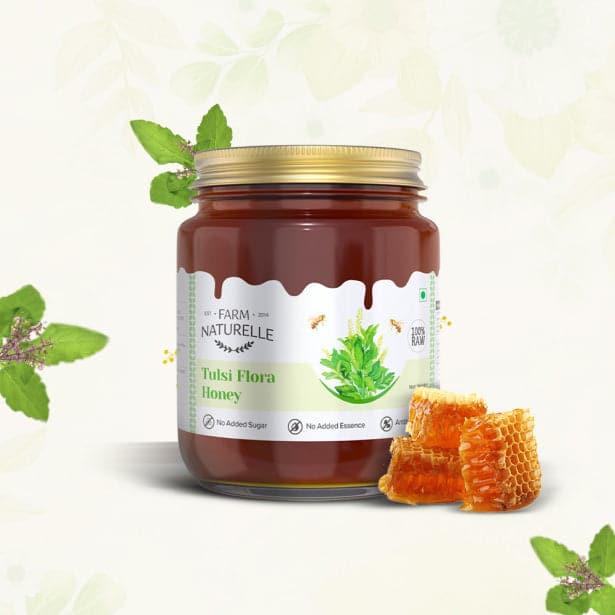 EST. • FARM • 2014
NATURELLE
100%
RAW
Tulsi Flora
Honey
No Added Sugar
No Added Essence